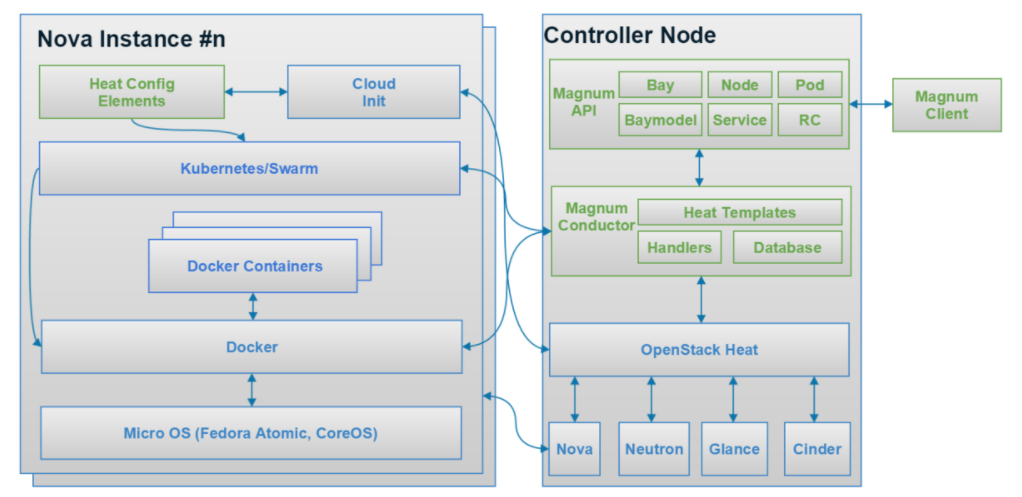 Nova Instance #n
Heat Config
Elements
Cloud
Init
Kubernetes/Swarm
Docker Containers
Docker
Micro OS (Fedora Atomic, CoreOS)
Controller Node
Magnum
API
Bay
Node
Pod
Baymodel
Service
RC
Magnum
Client
Magnum
Conductor
Heat Templates
Handlers
Database
OpenStack Heat
Nova
Neutron
Glance
Cinder